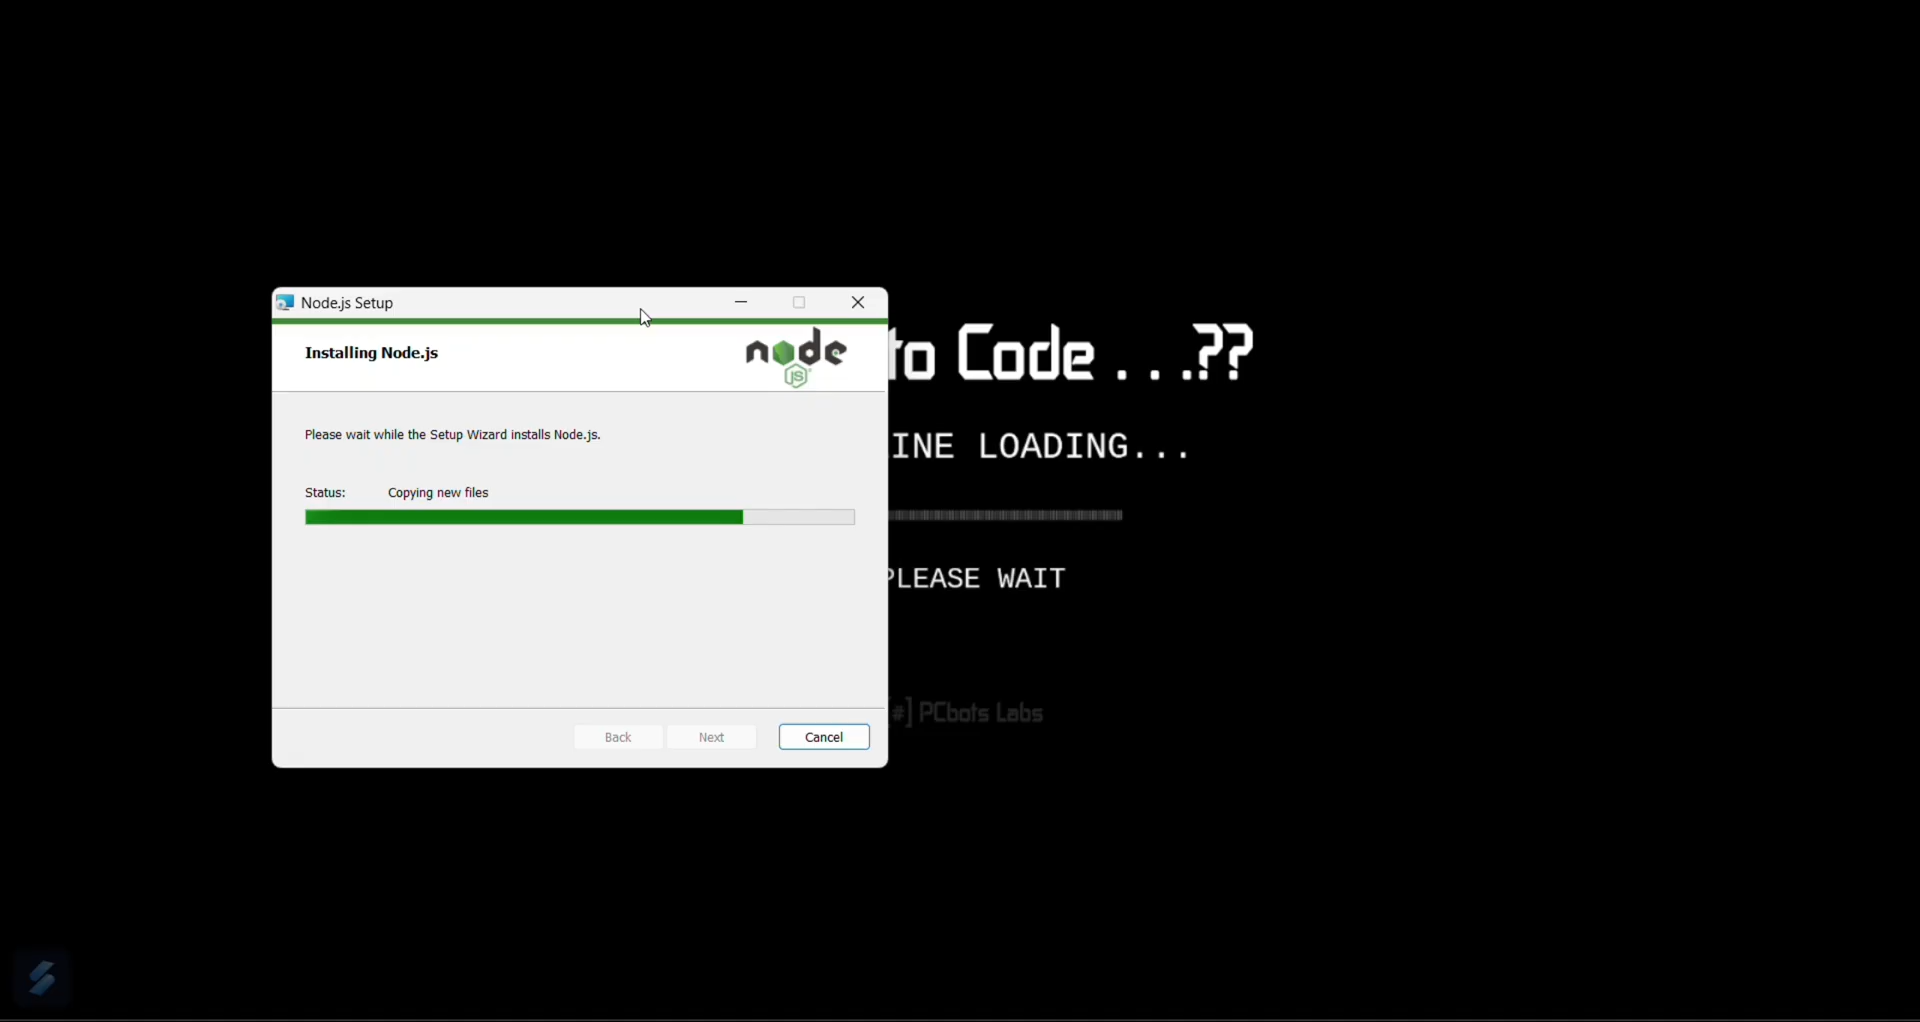 Node.js Setup
Installing Node.js
node
JS
to Code . . .??
Please wait while the Setup Wizard installs Node.js.
INE LOADING...
Status: Copying new files
PLEASE WAIT
[#] PCbots Labs
Back Next Cancel